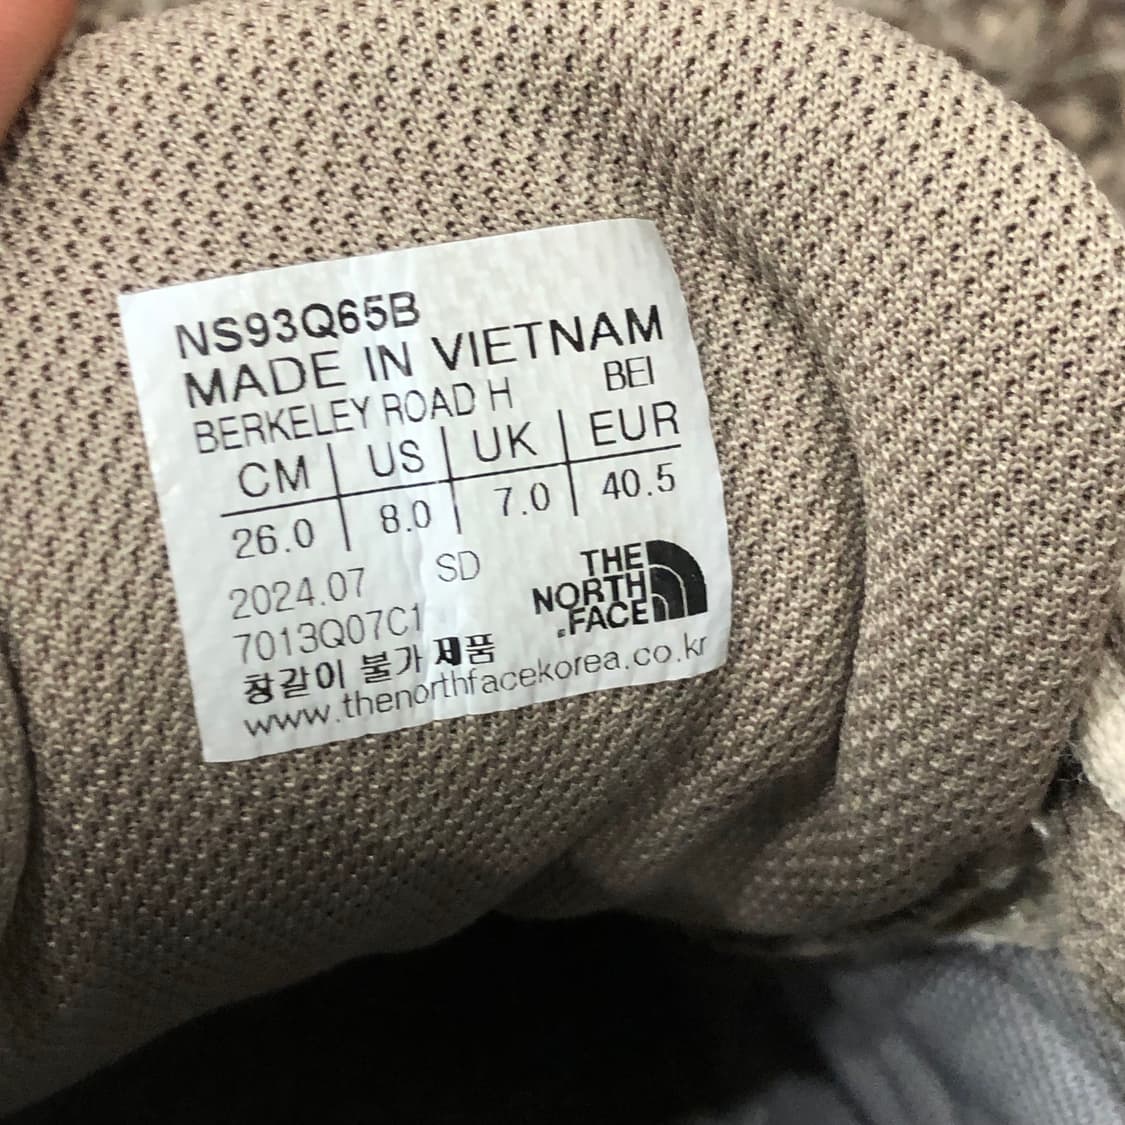 NS93Q65B
MADE IN VIETNAM
BERKELEY ROAD H BEI
CM US UK EUR
26.0 8.0 7.0 40.5
2024.07 SD
7013Q07C1
THE
NORTH
FACE
창갈이 불가 제품
www.thenorthfacekorea.co.kr